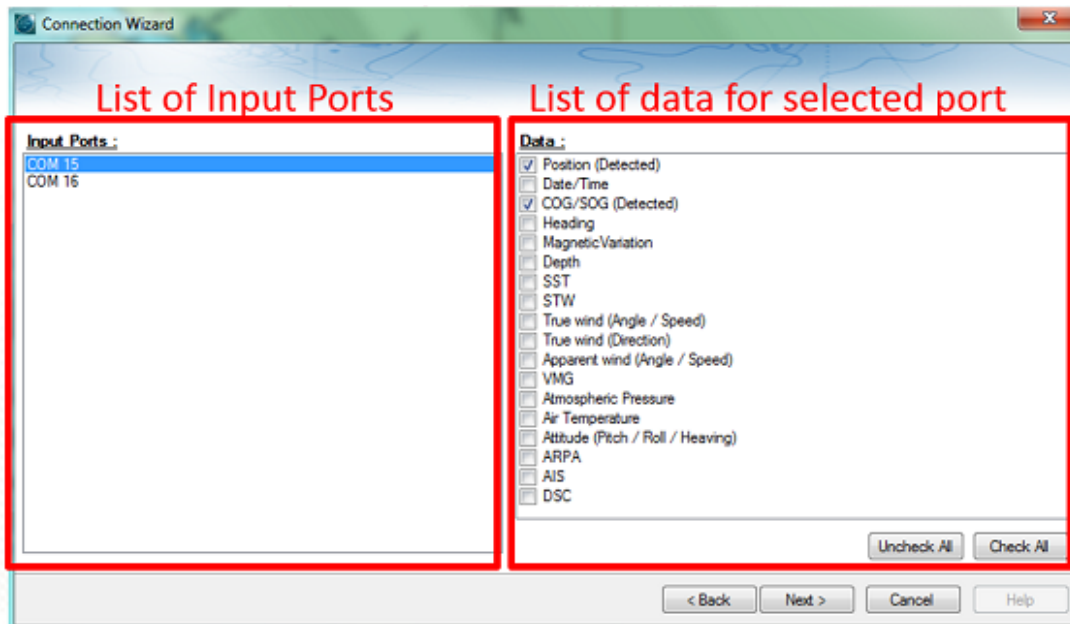 Connection Wizard
List of Input Ports
List of data for selected port
Input Ports :
COM 15
COM 16
Data :
Position (Detected)
Date/Time
COG/SOG (Detected)
Heading
MagneticVariation
Depth
SST
STW
True wind (Angle / Speed)
True wind (Direction)
Apparent wind (Angle / Speed)
VMG
Atmospheric Pressure
Air Temperature
Attitude (Pitch / Roll / Heaving)
ARPA
AIS
DSC
Uncheck All Check All
< Back Next > Cancel Help